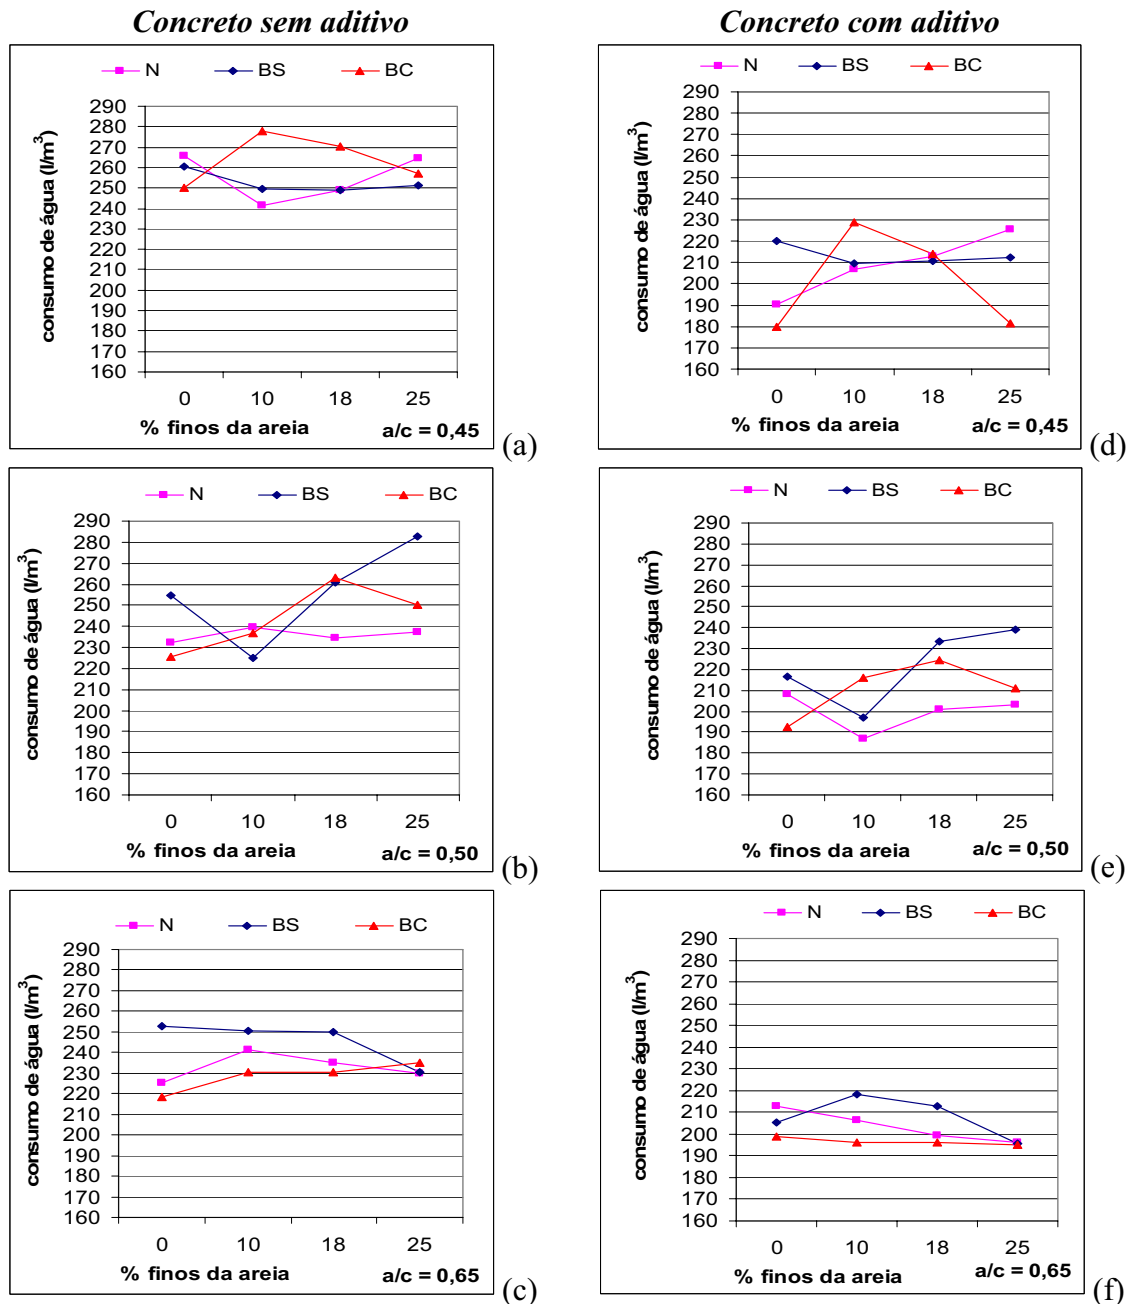 Concreto sem aditivo
Concreto com aditivo
N BS BC
290
280
270
260
250
240
230
220
210
200
190
180
170
160
consumo de água (l/m³)
0 10 18 25
% finos da areia
a/c = 0,45
(a)
N BS BC
290
280
270
260
250
240
230
220
210
200
190
180
170
160
consumo de água (l/m³)
0 10 18 25
% finos da areia
a/c = 0,45
(d)
N BS BC
290
280
270
260
250
240
230
220
210
200
190
180
170
160
consumo de água (l/m³)
0 10 18 25
% finos da areia
a/c = 0,50
(b)
N BS BC
290
280
270
260
250
240
230
220
210
200
190
180
170
160
consumo de água (l/m³)
0 10 18 25
% finos da areia
a/c = 0,50
(e)
N BS BC
290
280
270
260
250
240
230
220
210
200
190
180
170
160
consumo de água (l/m³)
0 10 18 25
% finos da areia
a/c = 0,65
(c)
N BS BC
290
280
270
260
250
240
230
220
210
200
190
180
170
160
consumo de água (l/m³)
0 10 18 25
% finos da areia
a/c = 0,65
(f)